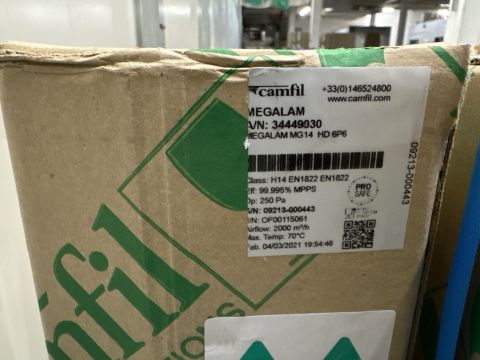 camfil
+33(0)146524800
www.camfil.com
MEGALAM
A/N: 34449030
MEGALAM MG14 HD 6P6
09213-000443
Class: H14 EN1822 EN1822
Eff: 99.995% MPPS
Dp: 250 Pa
S/N: 09213-000443
O/N: OF00115061
Airflow: 2000 m³/h
Max. Temp: 70°C
Fab. 04/03/2021 19:54:46
PRO
SAFE
camfil